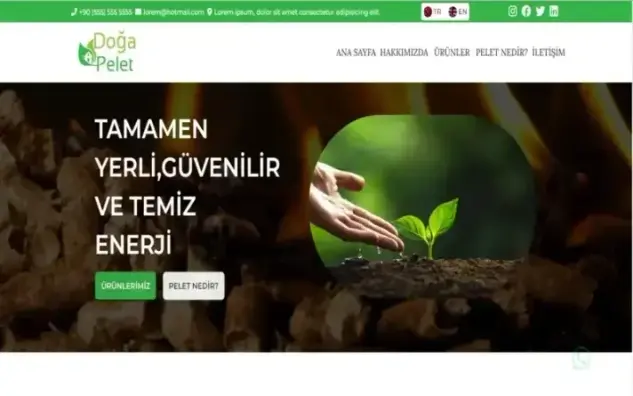 +90 (555) 555 5555 lorem@hotmail.com Lorem ipsum, dolor sit amet consectetur adipisicing elit. TR EN
Doğa
Pelet
ANA SAYFA HAKKIMIZDA ÜRÜNLER PELET NEDİR? İLETİŞİM
TAMAMEN
YERLİ,GÜVENİLİR
VE TEMİZ
ENERJİ
ÜRÜNLERİMİZ PELET NEDİR?